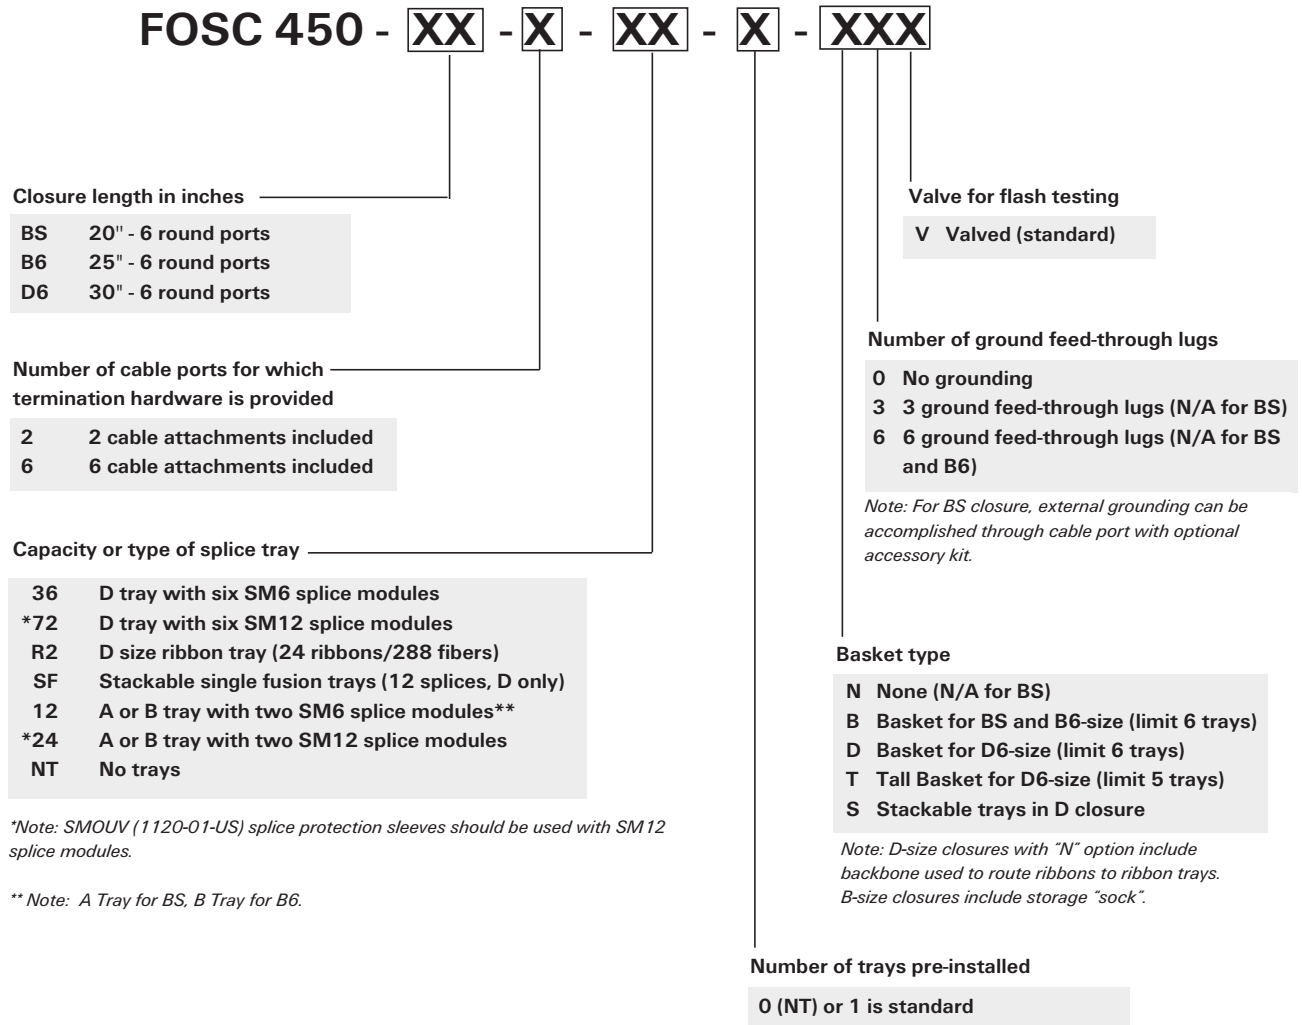 FOSC 450 - XX - X - XX - X - XXX
Closure length in inches
BS 20" - 6 round ports
B6 25" - 6 round ports
D6 30" - 6 round ports
Number of cable ports for which
termination hardware is provided
2 2 cable attachments included
6 6 cable attachments included
Capacity or type of splice tray
36 D tray with six SM6 splice modules
*72 D tray with six SM12 splice modules
R2 D size ribbon tray (24 ribbons/288 fibers)
SF Stackable single fusion trays (12 splices, D only)
12 A or B tray with two SM6 splice modules**
*24 A or B tray with two SM12 splice modules
NT No trays
*Note: SMOUV (1120-01-US) splice protection sleeves should be used with SM12
splice modules.
** Note: A Tray for BS, B Tray for B6.
Valve for flash testing
V Valved (standard)
Number of ground feed-through lugs
0 No grounding
3 3 ground feed-through lugs (N/A for BS)
6 6 ground feed-through lugs (N/A for BS
and B6)
Note: For BS closure, external grounding can be
accomplished through cable port with optional
accessory kit.
Basket type
N None (N/A for BS)
B Basket for BS and B6-size (limit 6 trays)
D Basket for D6-size (limit 6 trays)
T Tall Basket for D6-size (limit 5 trays)
S Stackable trays in D closure
Note: D-size closures with "N" option include
backbone used to route ribbons to ribbon trays.
B-size closures include storage "sock".
Number of trays pre-installed
0 (NT) or 1 is standard